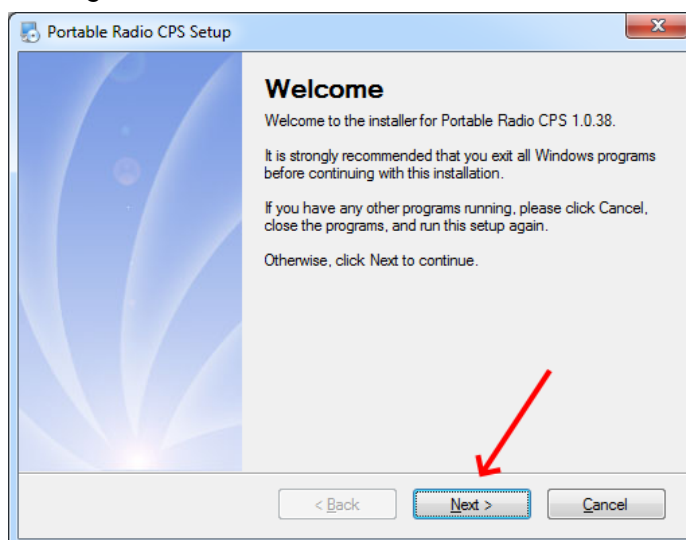 Portable Radio CPS Setup
Welcome
Welcome to the installer for Portable Radio CPS 1.0.38.
It is strongly recommended that you exit all Windows programs
before continuing with this installation.
If you have any other programs running, please click Cancel,
close the programs, and run this setup again.
Otherwise, click Next to continue.
< Back
Next >
Cancel